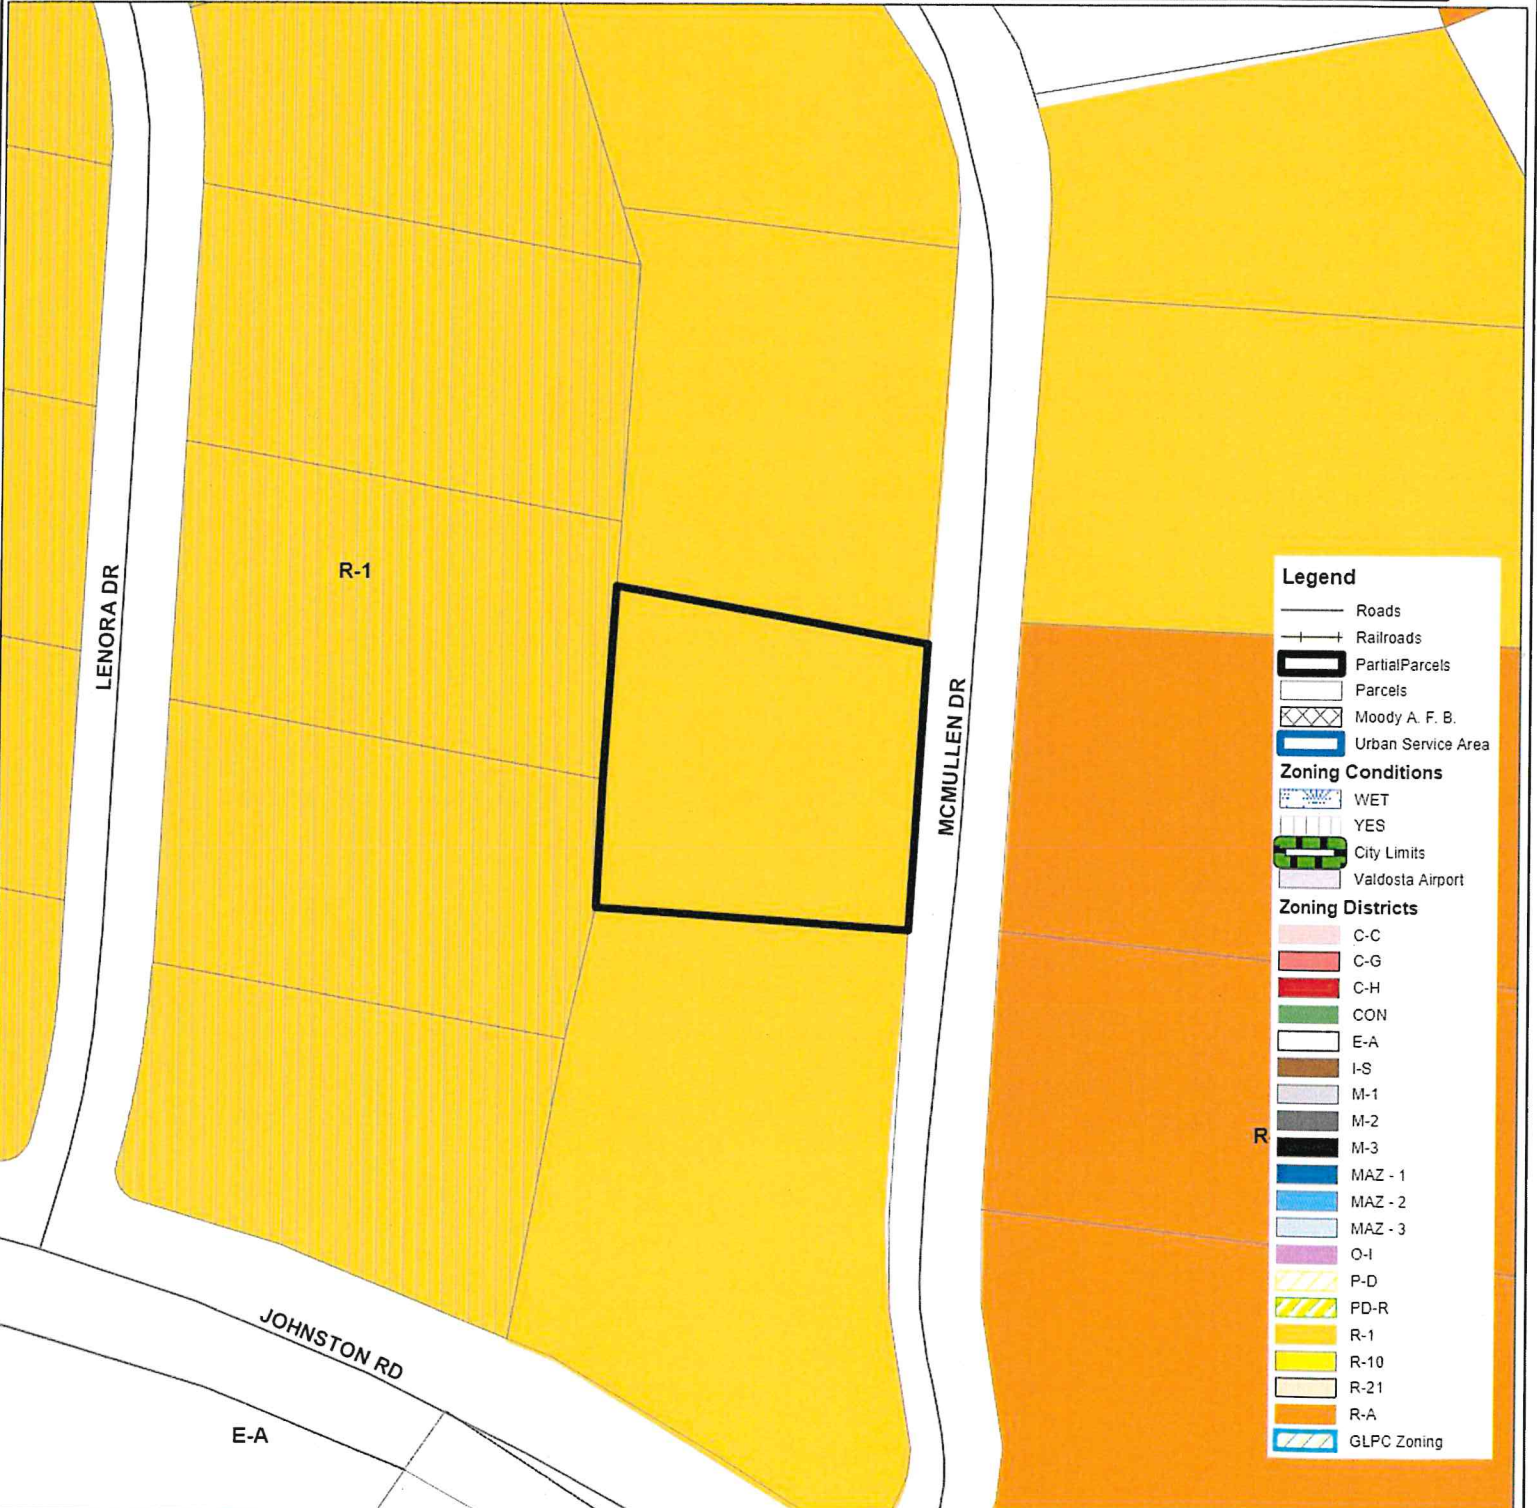 R-1
LENORA DR
MCMULLEN DR
JOHNSTON RD
E-A
R
Legend
Roads
Railroads
PartialParcels
Parcels
Moody A. F. B.
Urban Service Area
Zoning Conditions
WET
YES
City Limits
Valdosta Airport
Zoning Districts
C-C
C-G
C-H
CON
E-A
I-S
M-1
M-2
M-3
MAZ - 1
MAZ - 2
MAZ - 3
O-I
P-D
PD-R
R-1
R-10
R-21
R-A
GLPC Zoning